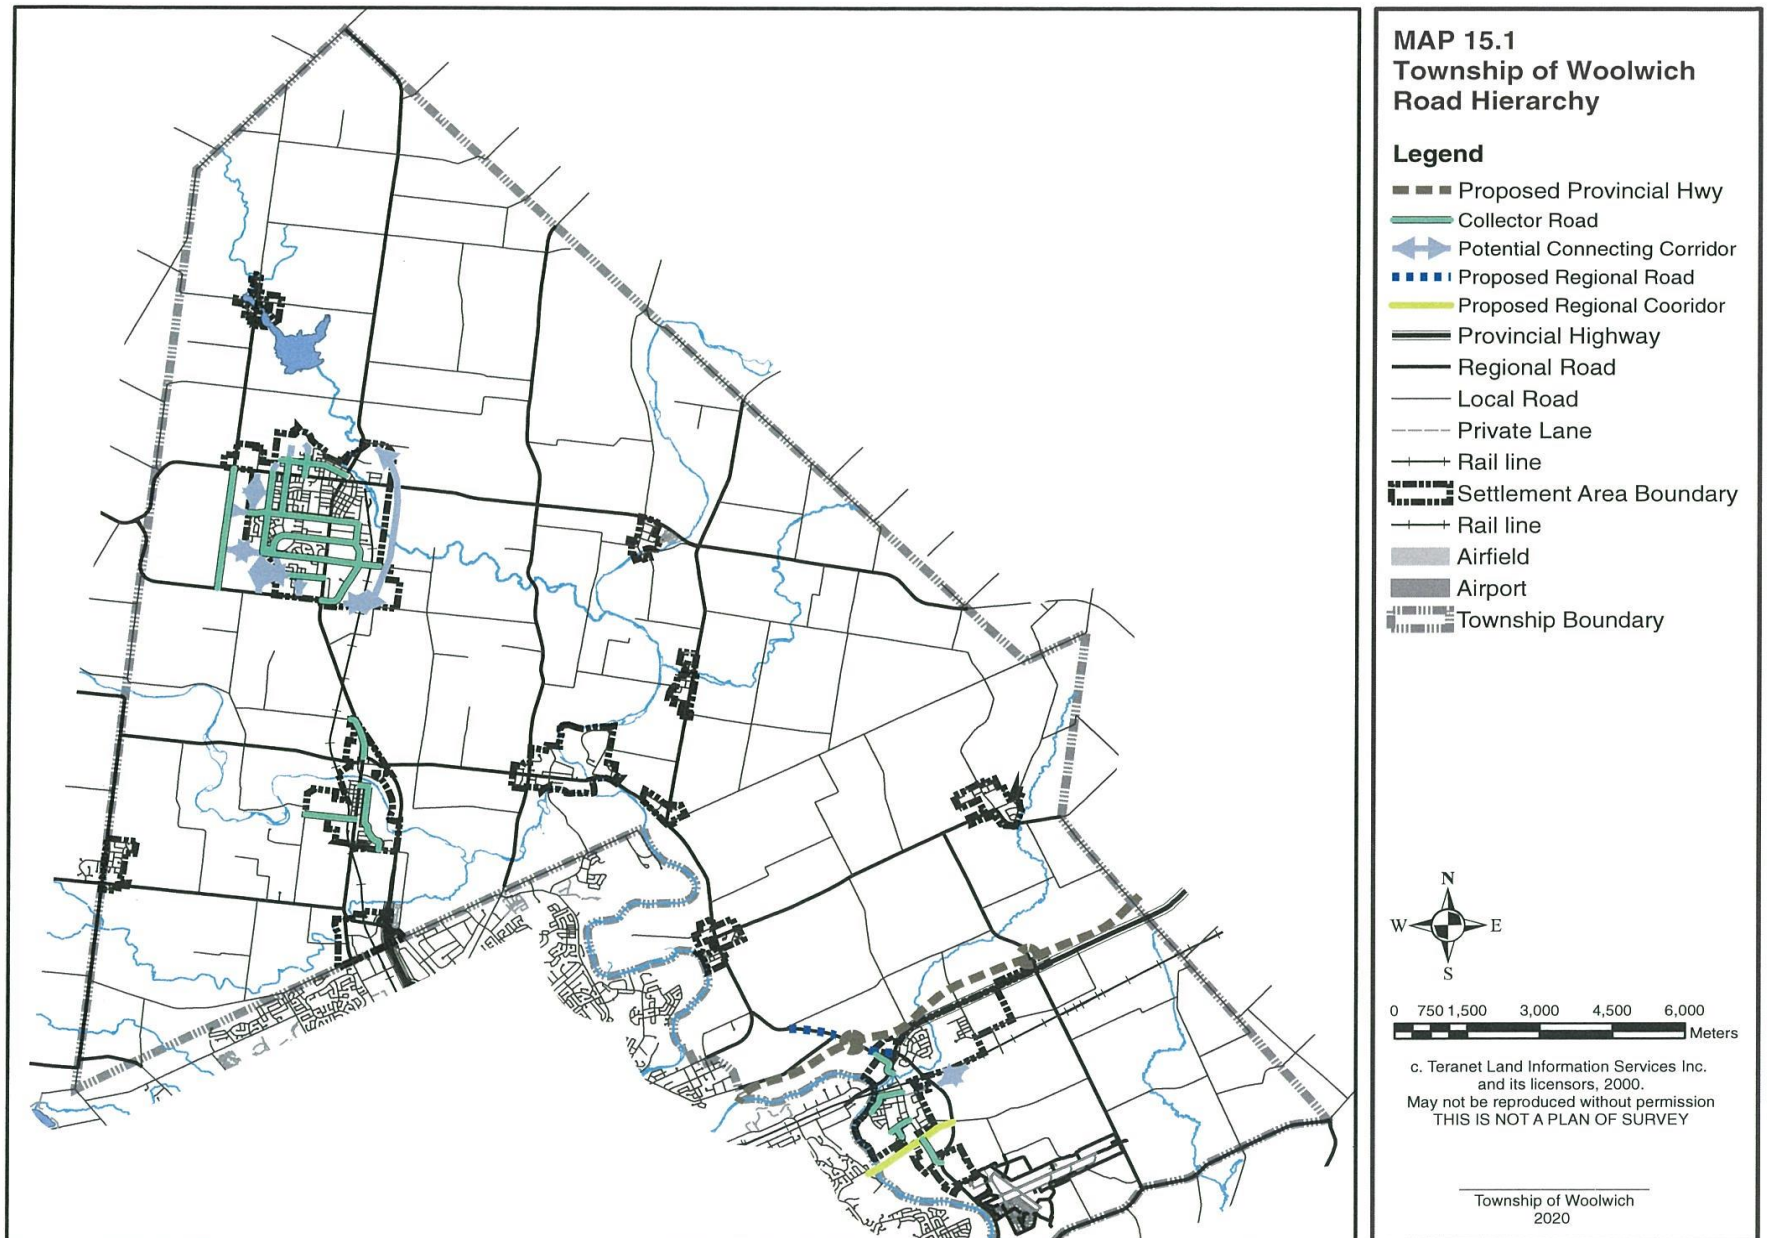 MAP 15.1
Township of Woolwich
Road Hierarchy
Legend
Proposed Provincial Hwy
Collector Road
Potential Connecting Corridor
Proposed Regional Road
Proposed Regional Cooridor
Provincial Highway
Regional Road
Local Road
Private Lane
Rail line
Settlement Area Boundary
Rail line
Airfield
Airport
Township Boundary
N
W E
S
0 750 1,500 3,000 4,500 6,000
Meters
c. Teranet Land Information Services Inc.
and its licensors, 2000.
May not be reproduced without permission
THIS IS NOT A PLAN OF SURVEY
Township of Woolwich
2020